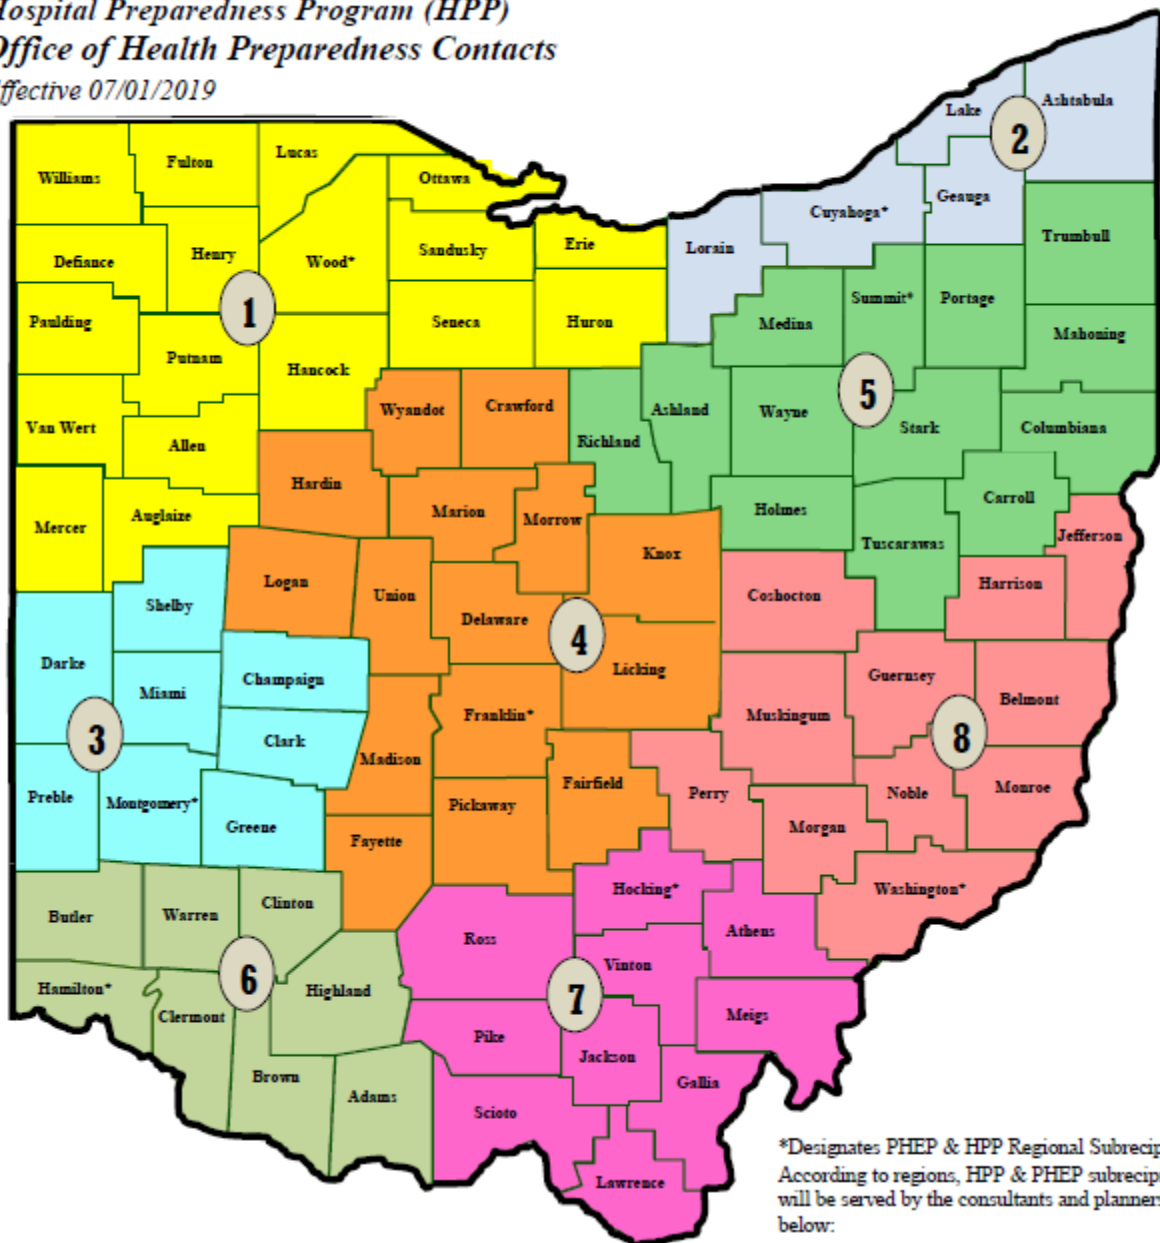 Hospital Preparedness Program (HPP)
Office of Health Preparedness Contacts
ffective 07/01/2019
Lake
Ashtabula
2
Williams
Fulton
Lucas
Ottawa
Geauga
Cuyahoga*
Trumbull
Defiance
Henry
Wood*
Sandusky
Erie
Lorain
1
Paulding
Seneca
Huron
Medina
Summit*
Portage
Mahoning
Putnam
Hancock
5
Van Wert
Allen
Wyandot
Crawford
Richland
Ashland
Wayne
Stark
Columbiana
Mercer
Auglaize
Hardin
Marion
Morrow
Holmes
Carroll
Jefferson
Tuscarawas
Knox
Logan
Union
Coshocton
Harrison
Shelby
Delaware
4
Licking
Darke
Miami
Champaign
Guernsey
Belmont
3
Clark
Franklin*
Muskingum
8
Madison
Preble
Montgomery*
Greene
Pickaway
Fairfield
Perry
Noble
Monroe
Fayette
Morgan
Butler
Warren
Clinton
Hocking*
Washington*
Ross
Athens
6
Hamilton*
Highland
Vinton
7
Clermont
Pike
Meigs
Jackson
Brown
Adams
Gallia
Scioto
Lawrence
*Designates PHEP & HPP Regional Subrecip
According to regions, HPP & PHEP subrecip
will be served by the consultants and planners
below: